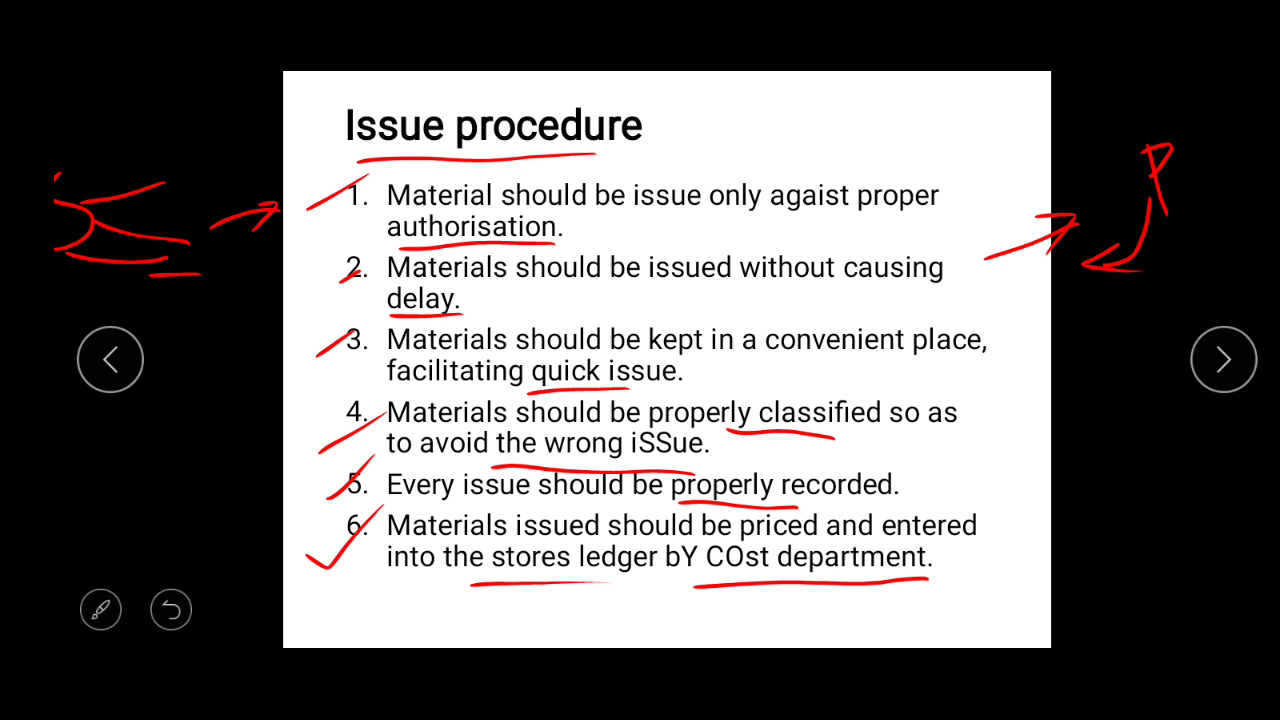 Issue procedure
1. Material should be issue only agaist proper
authorisation.
2. Materials should be issued without causing
delay.
3. Materials should be kept in a convenient place,
facilitating quick issue.
4. Materials should be properly classified so as
to avoid the wrong iSSue.
5. Every issue should be properly recorded.
6. Materials issued should be priced and entered
into the stores ledger bY COst department.
P